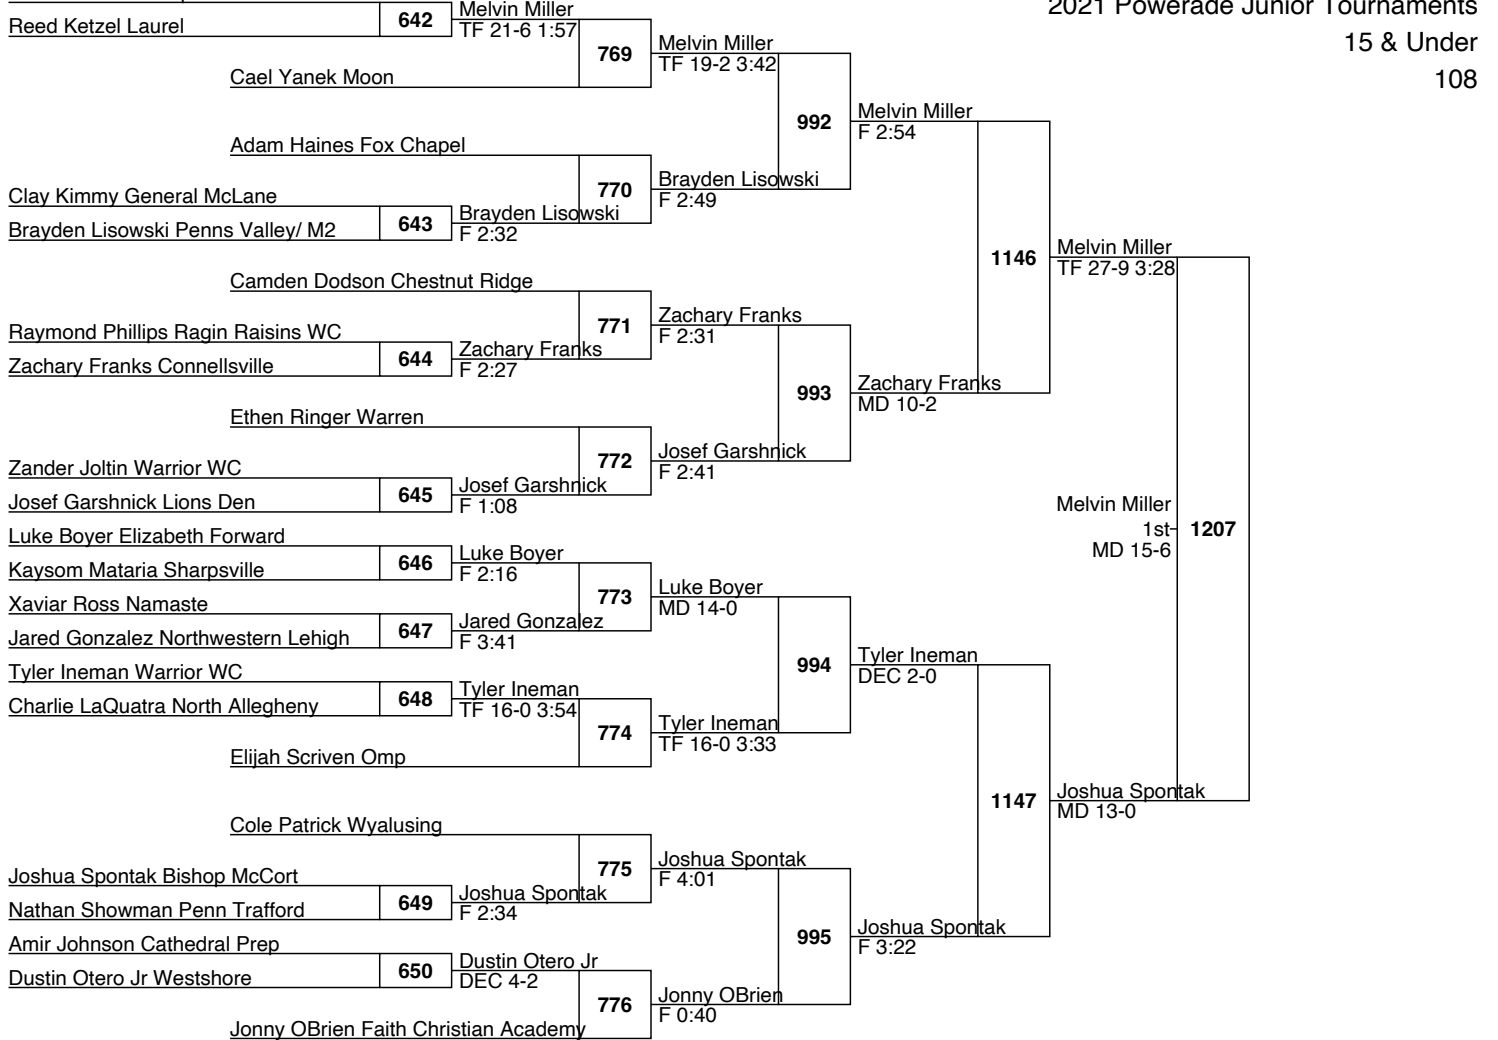 2021 Powerade Junior Tournaments
15 & Under
108
Reed Ketzel Laurel
642
Melvin Miller
TF 21-6 1:57
Cael Yanek Moon
769
Melvin Miller
TF 19-2 3:42
Adam Haines Fox Chapel
Clay Kimmy General McLane
Brayden Lisowski Penns Valley/ M2
643
Brayden Lisowski
F 2:32
770
Brayden Lisowski
F 2:49
992
Melvin Miller
F 2:54
Camden Dodson Chestnut Ridge
Raymond Phillips Ragin Raisins WC
Zachary Franks Connellsville
644
Zachary Franks
F 2:27
771
Zachary Franks
F 2:31
Ethen Ringer Warren
Zander Joltin Warrior WC
Josef Garshnick Lions Den
645
Josef Garshnick
F 1:08
772
Josef Garshnick
F 2:41
993
Zachary Franks
MD 10-2
1146
Melvin Miller
TF 27-9 3:28
Luke Boyer Elizabeth Forward
Kaysom Mataria Sharpsville
646
Luke Boyer
F 2:16
Xaviar Ross Namaste
Jared Gonzalez Northwestern Lehigh
647
Jared Gonzalez
F 3:41
773
Luke Boyer
MD 14-0
Tyler Ineman Warrior WC
Charlie LaQuatra North Allegheny
648
Tyler Ineman
TF 16-0 3:54
Elijah Scriven Omp
774
Tyler Ineman
TF 16-0 3:33
994
Tyler Ineman
DEC 2-0
Cole Patrick Wyalusing
Joshua Spontak Bishop McCort
Nathan Showman Penn Trafford
649
Joshua Spontak
F 2:34
775
Joshua Spontak
F 4:01
Amir Johnson Cathedral Prep
Dustin Otero Jr Westshore
650
Dustin Otero Jr
DEC 4-2
Jonny OBrien Faith Christian Academy
776
Jonny OBrien
F 0:40
995
Joshua Spontak
F 3:22
1147
Joshua Spontak
MD 13-0
Melvin Miller
1st
MD 15-6
1207